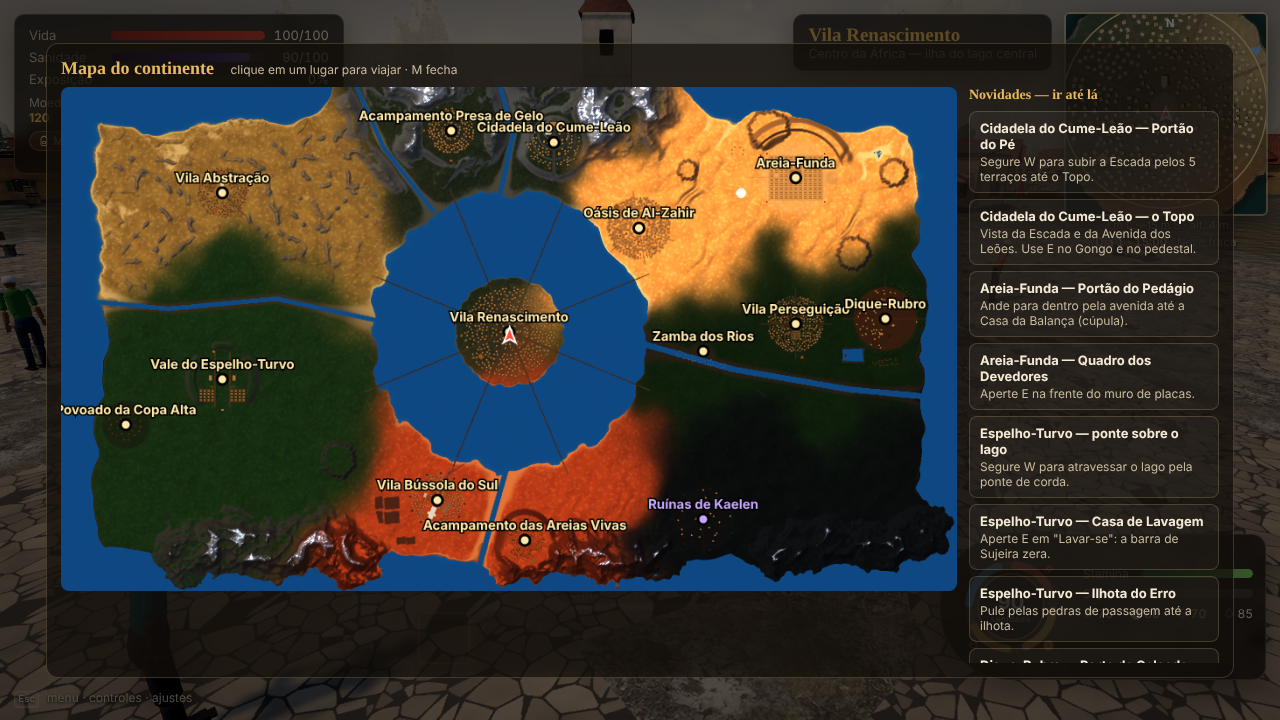 Vida 100/100
Vila Renascimento
Centro da África — ilha do lago central
N
Sanidade 80/100
Mapa do continente clique em um lugar para viajar · M fecha
120
Acampamento Presa de Gelo
Cidadela do Cume-Leão
Areia-Funda
Vila Abstração
Oásis de Al-Zahir
Vila Renascimento
Vila Perseguição
Dique-Rubro
Zamba dos Rios
Vale do Espelho-Turvo
Povoado da Copa Alta
Vila Bússola do Sul
Acampamento das Areias Vivas
Ruínas de Kaelen
Novidades — ir até lá
Cidadela do Cume-Leão — Portão
do Pé
Segure W para subir a Escada pelos 5
terraços até o Topo.
Cidadela do Cume-Leão — o Topo
Vista da Escada e da Avenida dos
Leões. Use E no Gongo e no pedestal.
Areia-Funda — Portão do Pedágio
Ande para dentro pela avenida até a
Casa da Balança (cúpula).
Areia-Funda — Quadro dos
Devedores
Aperte E na frente do muro de placas.
Espelho-Turvo — ponte sobre o
lago
Segure W para atravessar o lago pela
ponte de corda.
Espelho-Turvo — Casa de Lavagem
Aperte E em "Lavar-se": a barra de
Sujeira zera.
Espelho-Turvo — Ilhota do Erro
Pule pelas pedras de passagem até a
ilhota.
85
Esc menu · controles · ajustes